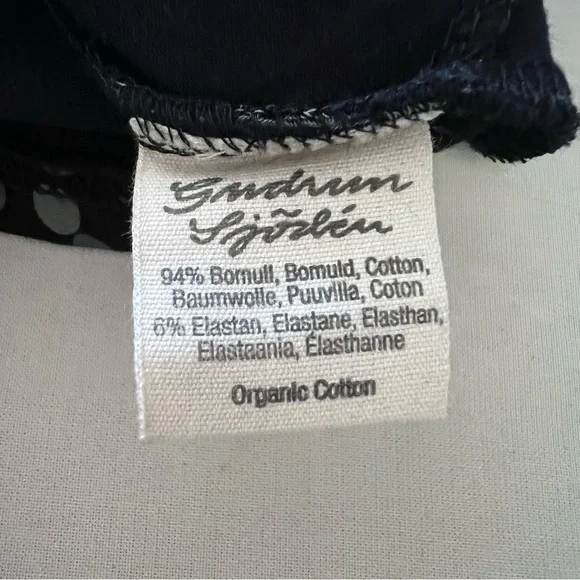 Gudrun
Sjödén
94% Bomull, Bomuld, Cotton,
Baumwolle, Puuvilla, Coton
6% Elastan, Elastane, Elasthan,
Elastaania, Élasthanne
Organic Cotton